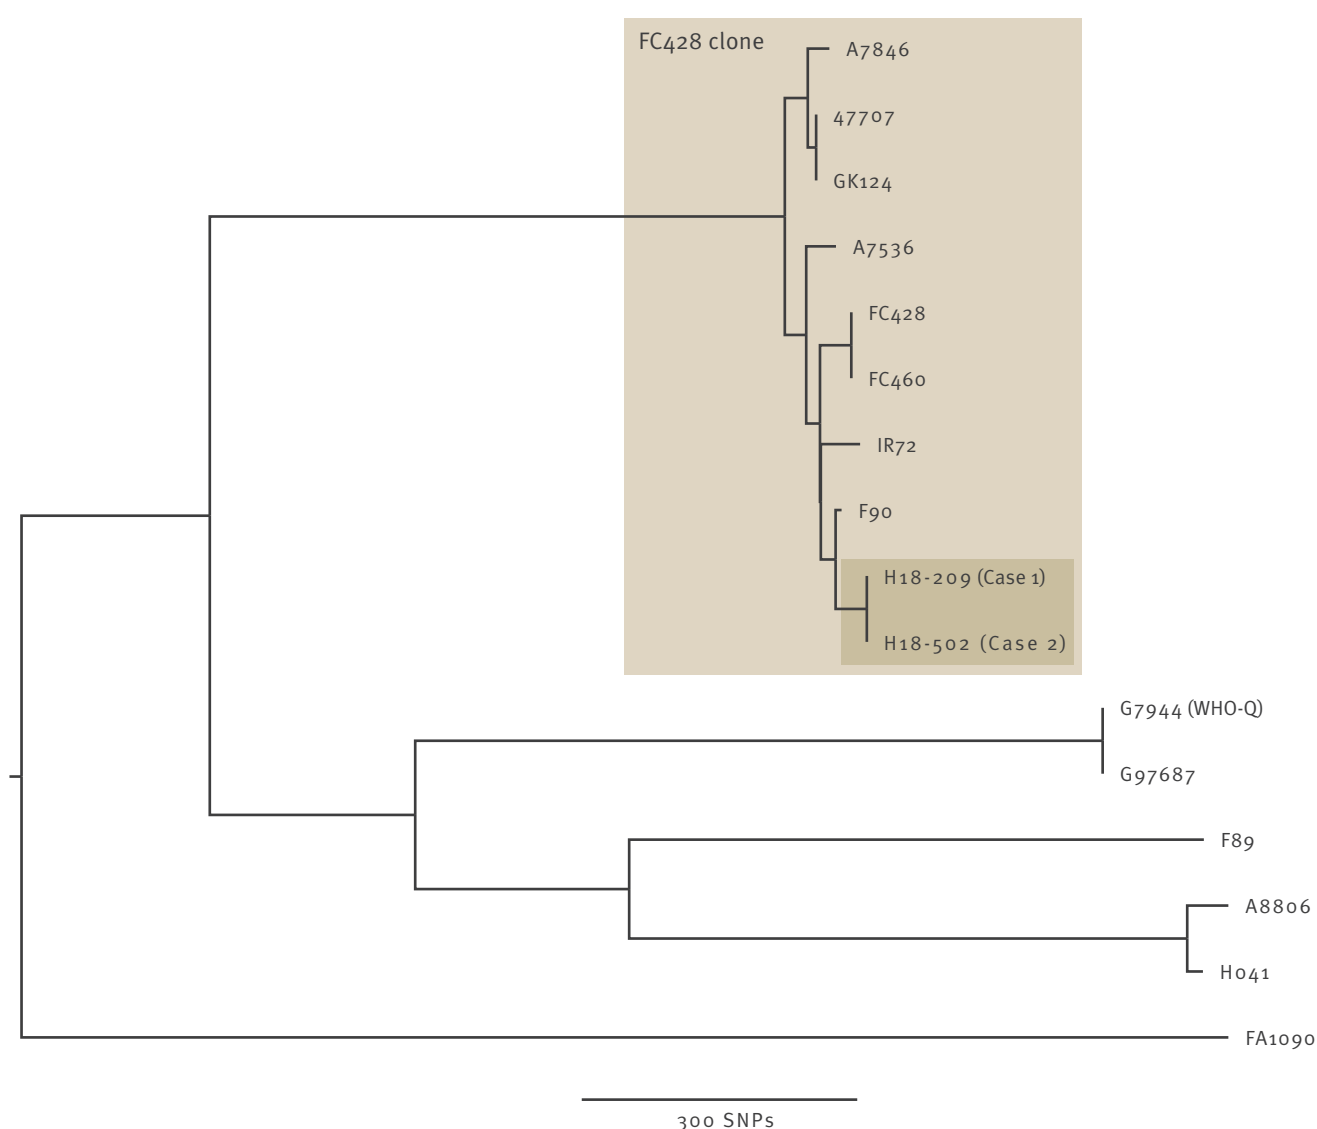 FC428 clone
A7846
47707
GK124
A7536
FC428
FC460
IR72
F90
H18-209 (Case 1)
H18-502 (Case 2)
G7944 (WHO-Q)
G97687
F89
A8806
H041
FA1090
300 SNPs